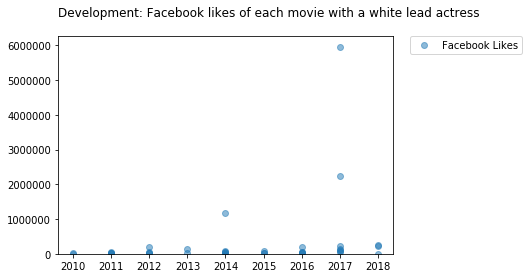 Development: Facebook likes of each movie with a white lead actress
Facebook Likes
6000000
5000000
4000000
3000000
2000000
1000000
0
2010 2011 2012 2013 2014 2015 2016 2017 2018